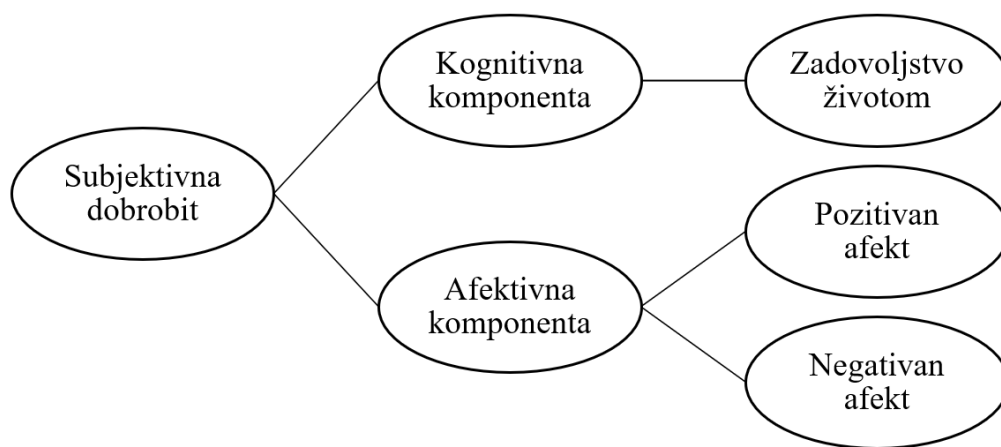 Subjektivna
dobrobit
Kognitivna
komponenta
Zadovoljstvo
životom
Afektivna
komponenta
Pozitivan
afekt
Negativan
afekt